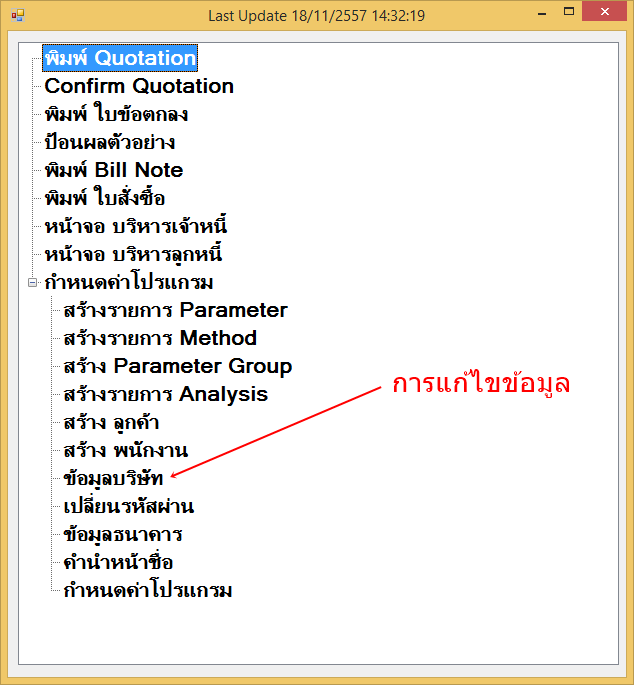 Last Update 18/11/2557 14:32:19
พิมพ์ Quotation
Confirm Quotation
พิมพ์ ใบข้อตกลง
ป้อนผลตัวอย่าง
พิมพ์ Bill Note
พิมพ์ ใบสั่งซื้อ
หน้าจอ บริหารเจ้าหนี้
หน้าจอ บริหารลูกหนี้
กำหนดค่าโปรแกรม
สร้างรายการ Parameter
สร้างรายการ Method
สร้าง Parameter Group
การแก้ไขข้อมูล
สร้างรายการ Analysis
สร้าง ลูกค้า
สร้าง พนักงาน
ข้อมูลบริษัท
เปลี่ยนรหัสผ่าน
ข้อมูลธนาคาร
คำนำหน้าชื่อ
กำหนดค่าโปรแกรม